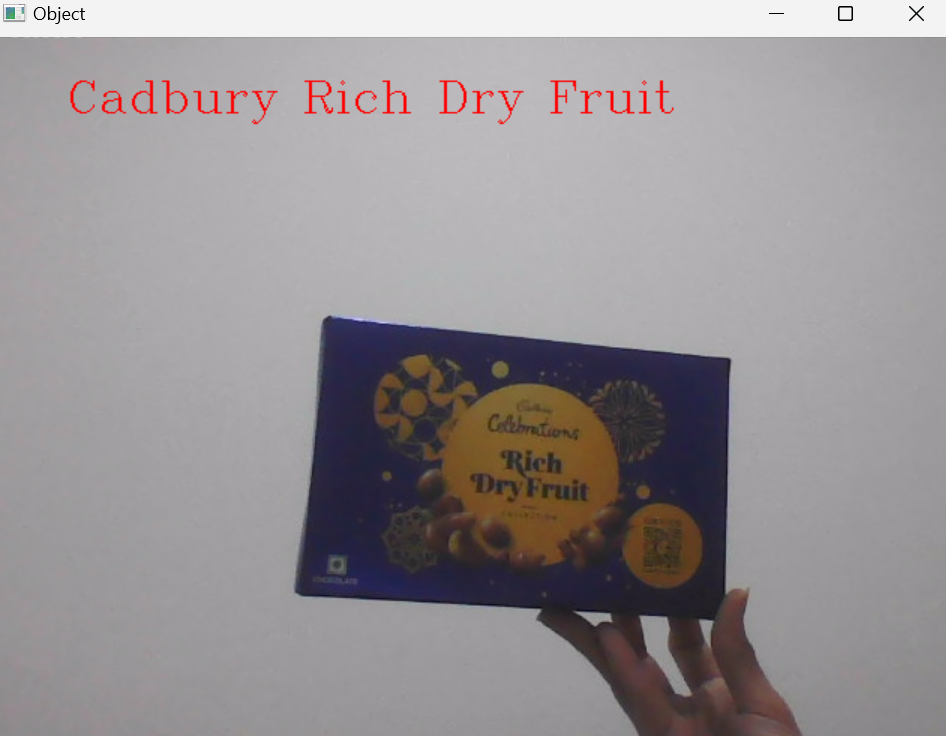 Object
Cadbury Rich Dry Fruit
Cadbury
Celebrations
Rich
Dry Fruit
COLLECTION
CHOCOLATE